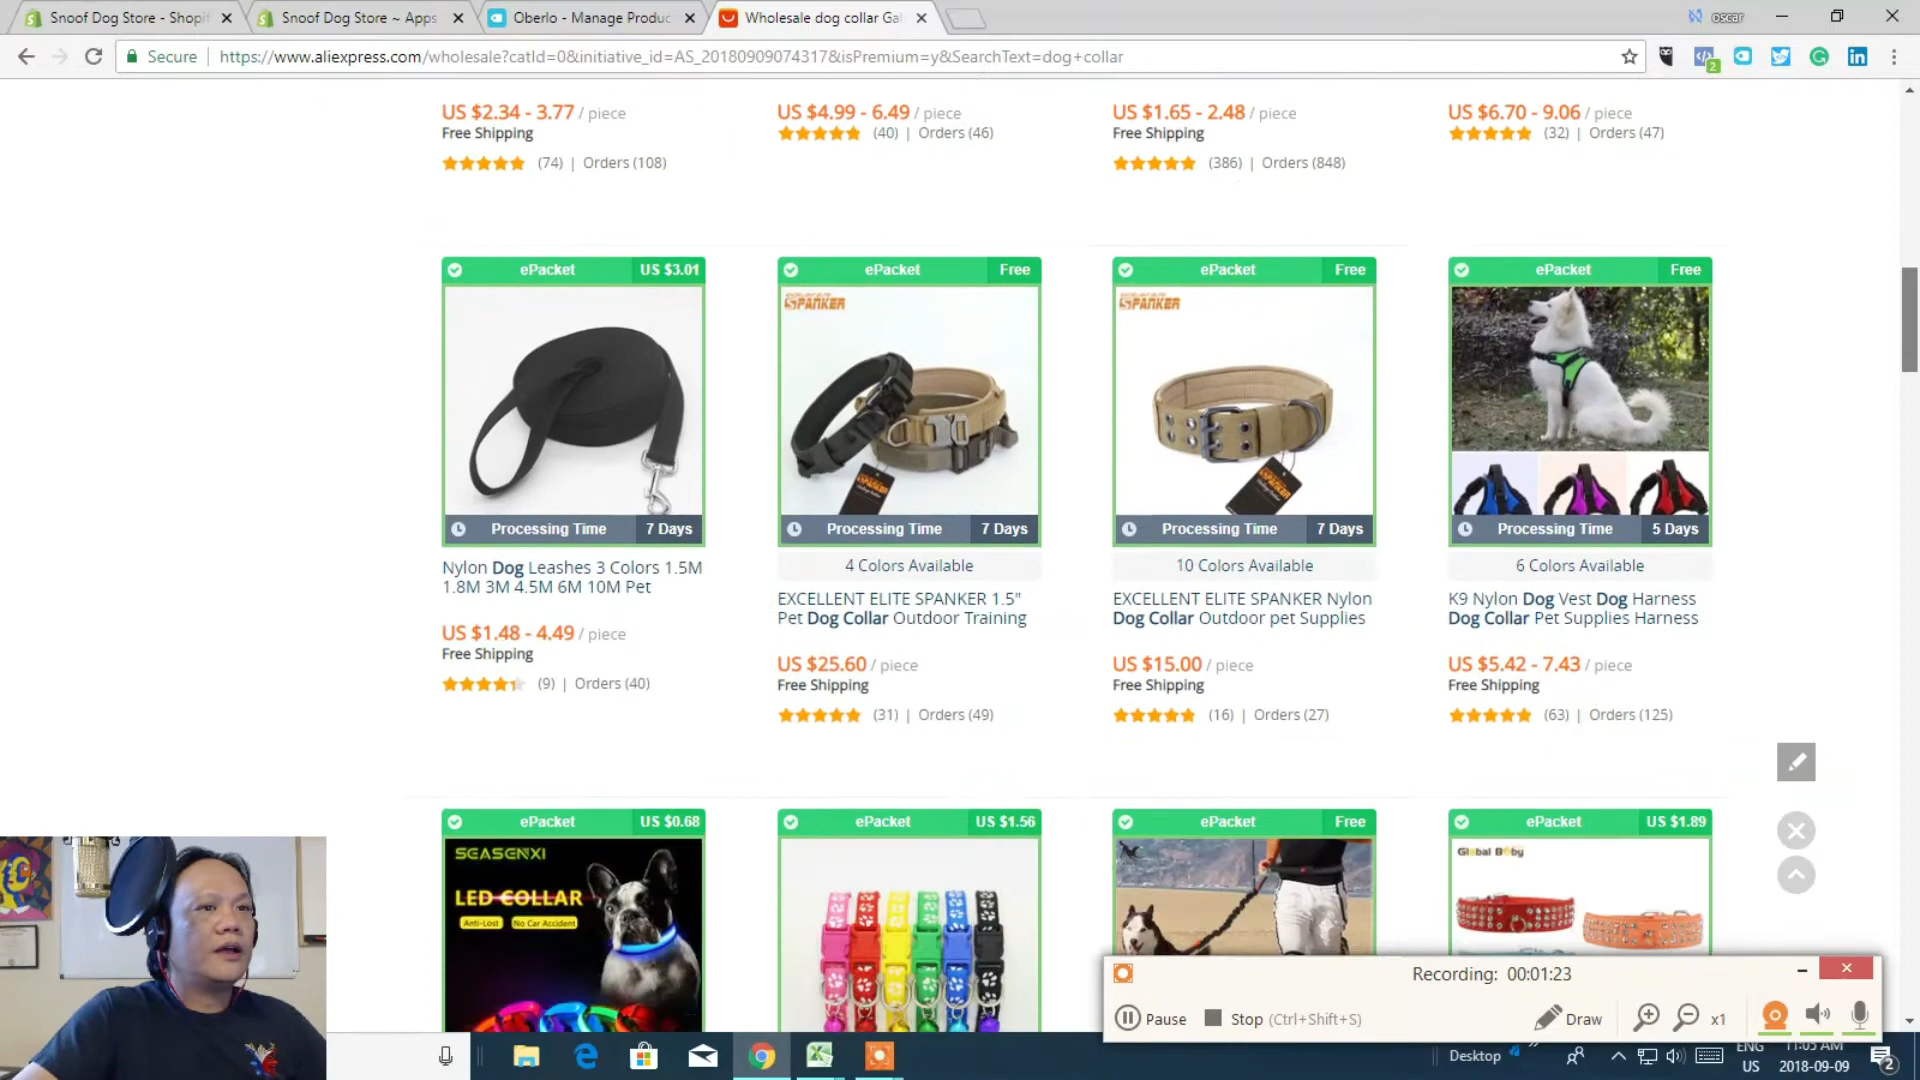 Snoof Dog Store - Shopif
Snoof Dog Store ~ Apps
Oberlo - Manage Produc
Wholesale dog collar Gal
oscar
Secure
https://www.aliexpress.com/wholesale?catId=0&initiative_id=AS_20180909074317&isPremium=y&SearchText=dog+collar
2
US $2.34 - 3.77 / piece
Free Shipping
(74) | Orders (108)
US $4.99 - 6.49 / piece
(40) | Orders (46)
US $1.65 - 2.48 / piece
Free Shipping
(386) | Orders (848)
US $6.70 - 9.06 / piece
(32) | Orders (47)
ePacket US $3.01
Processing Time 7 Days
Nylon Dog Leashes 3 Colors 1.5M
1.8M 3M 4.5M 6M 10M Pet
US $1.48 - 4.49 / piece
Free Shipping
(9) | Orders (40)
ePacket Free
SPANKER
Processing Time 7 Days
4 Colors Available
EXCELLENT ELITE SPANKER 1.5"
Pet Dog Collar Outdoor Training
US $25.60 / piece
Free Shipping
(31) | Orders (49)
ePacket Free
SPANKER
Processing Time 7 Days
10 Colors Available
EXCELLENT ELITE SPANKER Nylon
Dog Collar Outdoor pet Supplies
US $15.00 / piece
Free Shipping
(16) | Orders (27)
ePacket Free
Processing Time 5 Days
6 Colors Available
K9 Nylon Dog Vest Dog Harness
Dog Collar Pet Supplies Harness
US $5.42 - 7.43 / piece
Free Shipping
(63) | Orders (125)
ePacket US $0.68
SEASENXI
LED COLLAR
Anti-Lost No Car Accident
ePacket US $1.56
ePacket Free
ePacket US $1.89
Global Baby
Recording: 00:01:23
Pause
Stop (Ctrl+Shift+S)
Draw
x1
Desktop
ENG
US
11:05 AM
2018-09-09
2